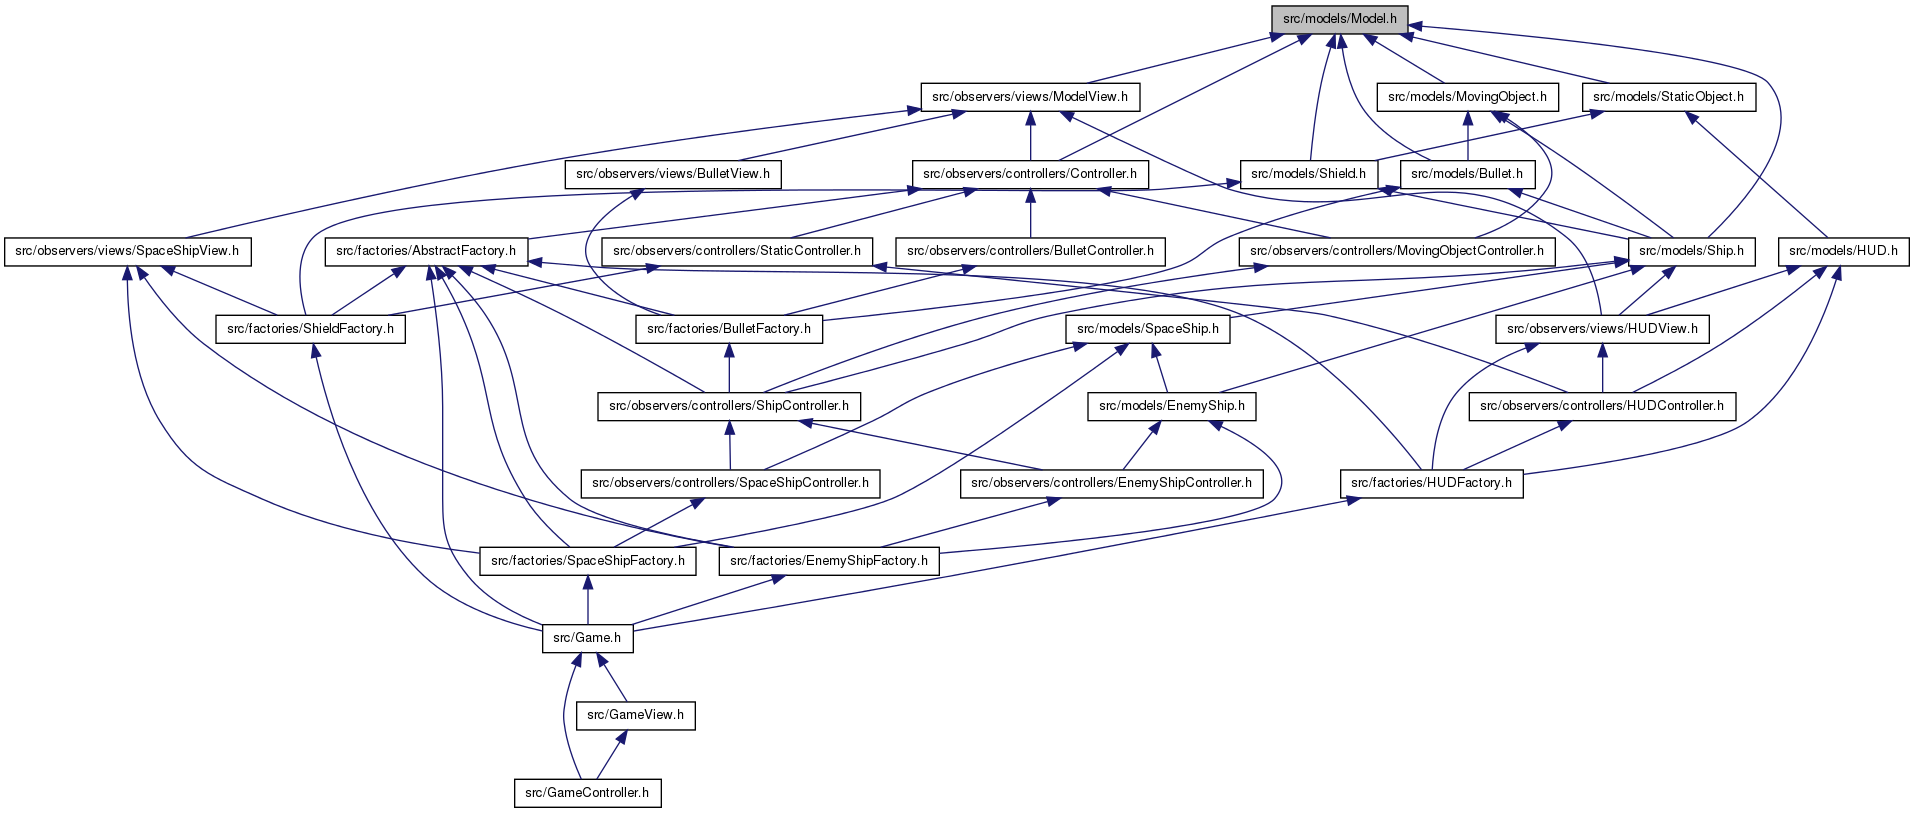 src/models/Model.h
src/observers/views/ModelView.h
src/models/MovingObject.h
src/models/StaticObject.h
src/observers/views/BulletView.h
src/observers/controllers/Controller.h
src/models/Shield.h
src/models/Bullet.h
src/observers/views/SpaceShipView.h
src/factories/AbstractFactory.h
src/observers/controllers/StaticController.h
src/observers/controllers/BulletController.h
src/observers/controllers/MovingObjectController.h
src/models/Ship.h
src/models/HUD.h
src/factories/ShieldFactory.h
src/factories/BulletFactory.h
src/models/SpaceShip.h
src/observers/views/HUDView.h
src/observers/controllers/ShipController.h
src/models/EnemyShip.h
src/observers/controllers/HUDController.h
src/observers/controllers/SpaceShipController.h
src/observers/controllers/EnemyShipController.h
src/factories/HUDFactory.h
src/factories/SpaceShipFactory.h
src/factories/EnemyShipFactory.h
src/Game.h
src/GameView.h
src/GameController.h